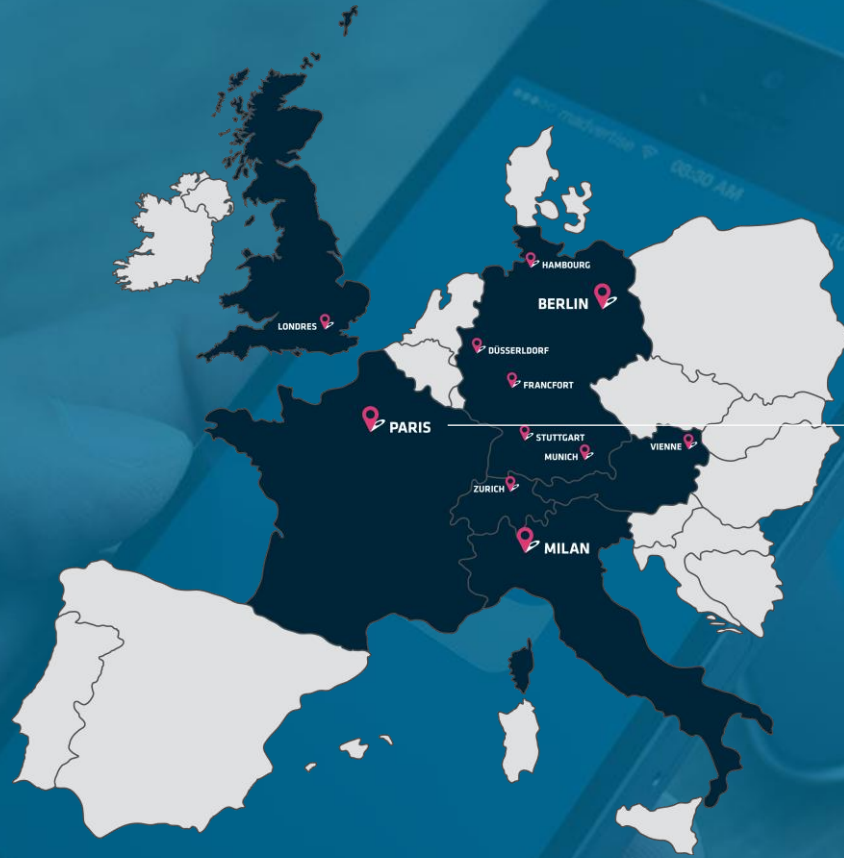 madvertise
08:30 AM
HAMBOURG
BERLIN
LONDRES
DÜSSERLDORF
FRANCFORT
PARIS
STUTTGART
MUNICH
VIENNE
ZURICH
MILAN